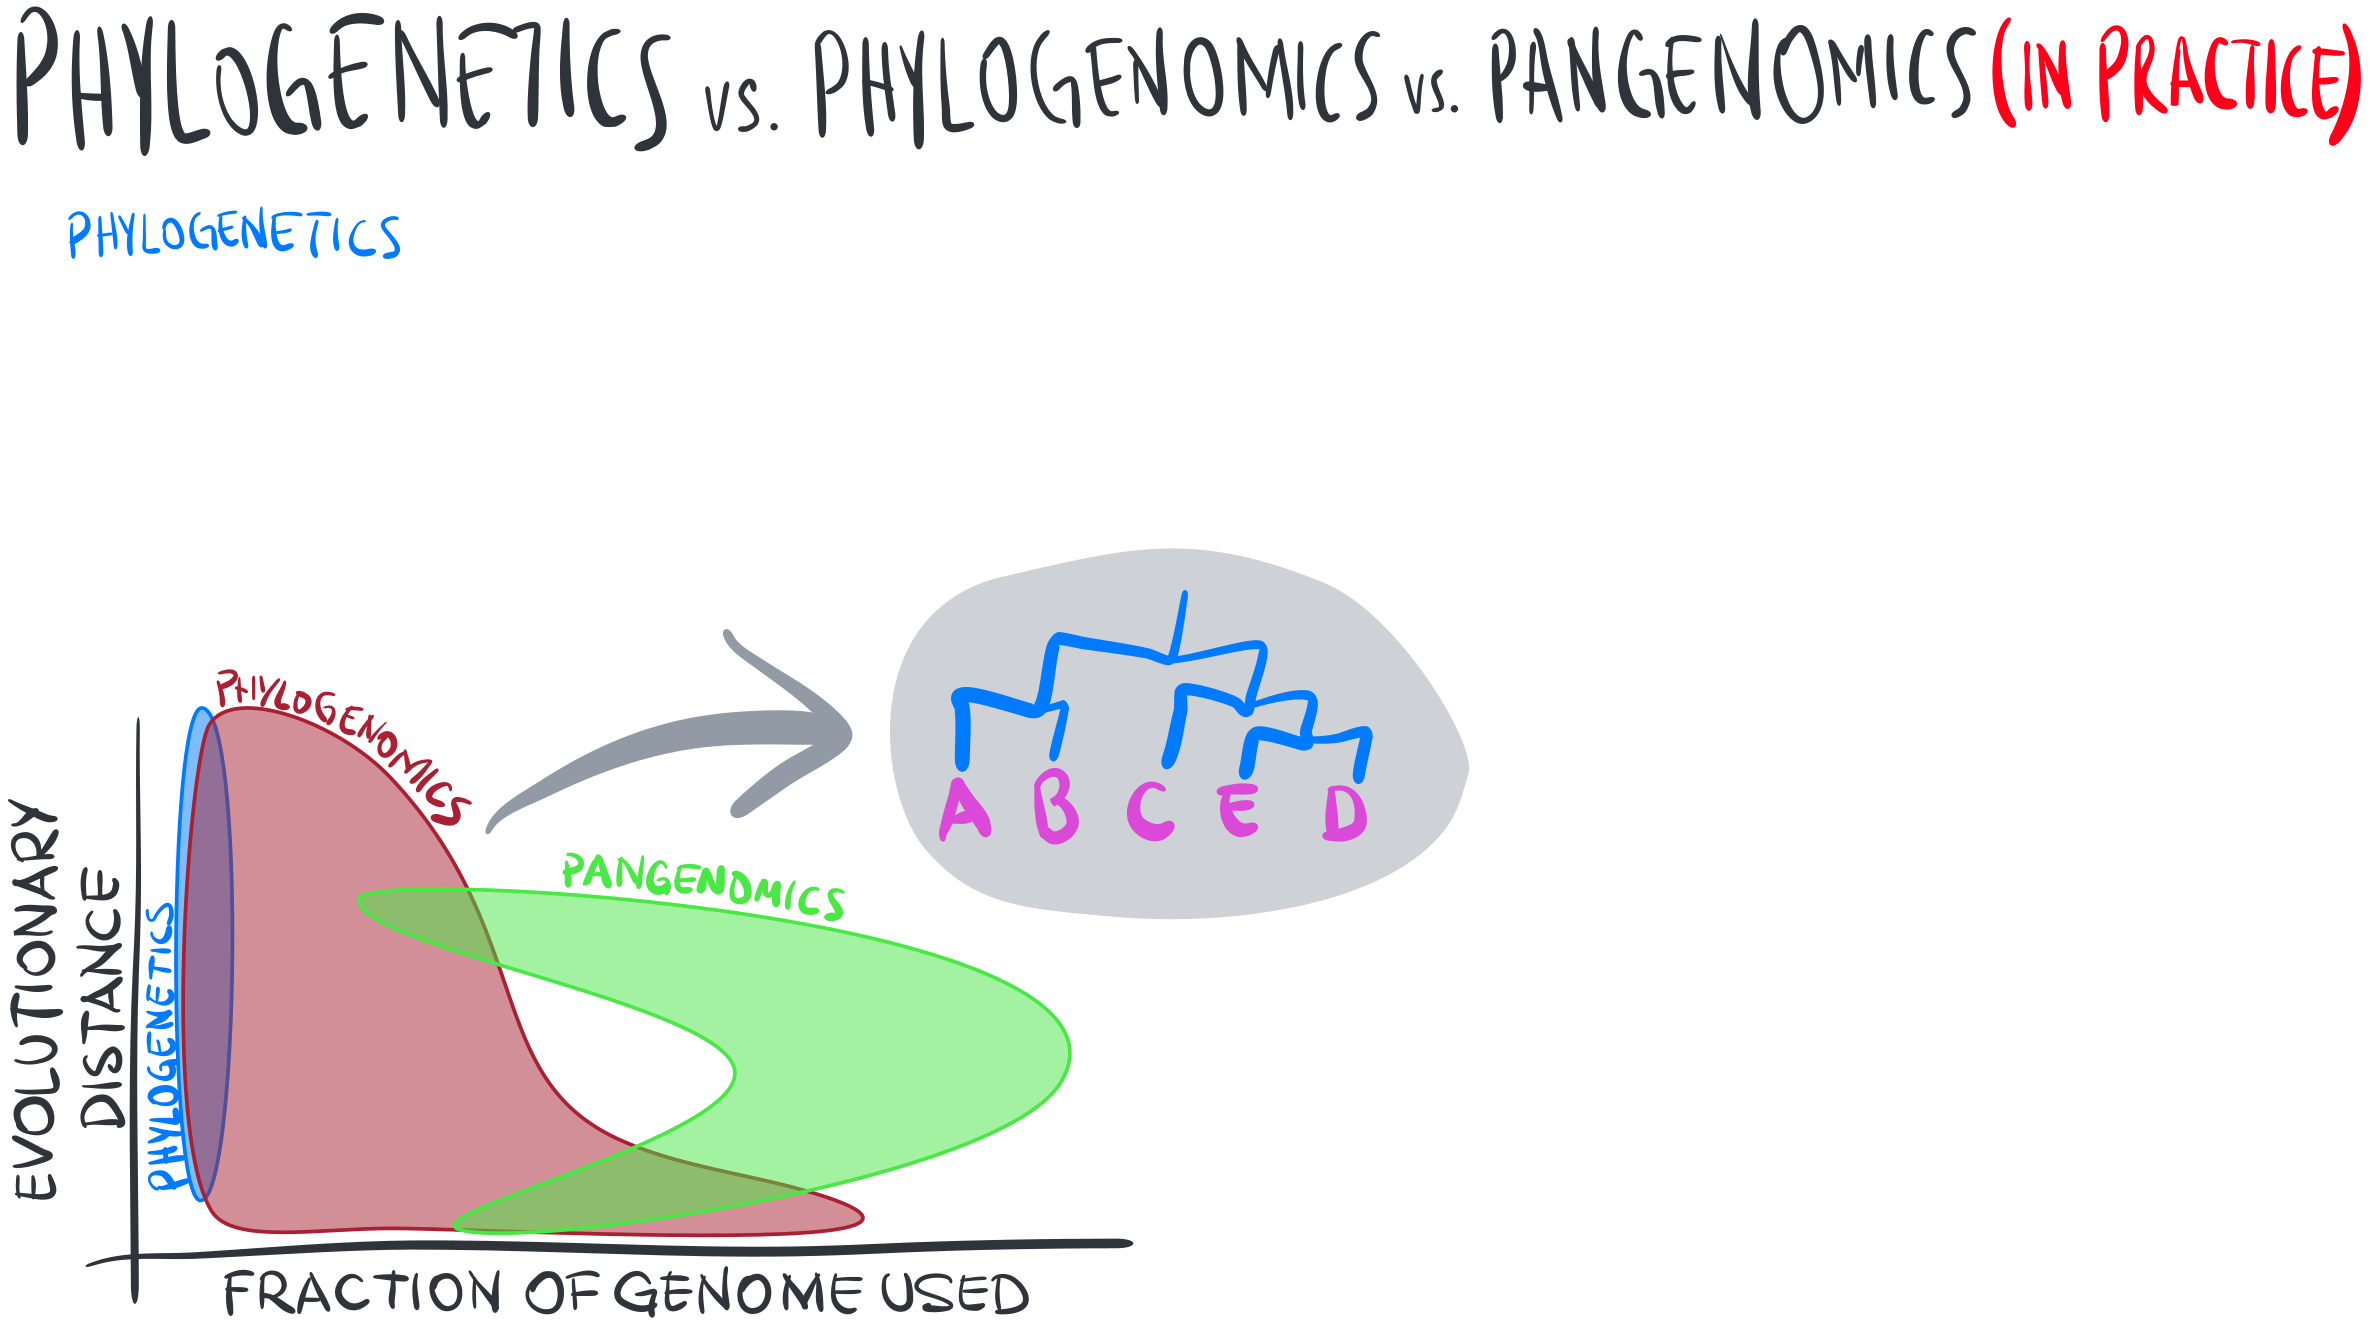 PHYLOGENETICS vs. PHYLOGENOMICS vs. PANGENOMICS (IN PRACTICE)
PHYLOGENETICS
PHYLOGENOMICS
PANGENOMICS
PHYLOGENETICS
EVOLUTIONARY
DISTANCE
A B C E D
FRACTION OF GENOME USED